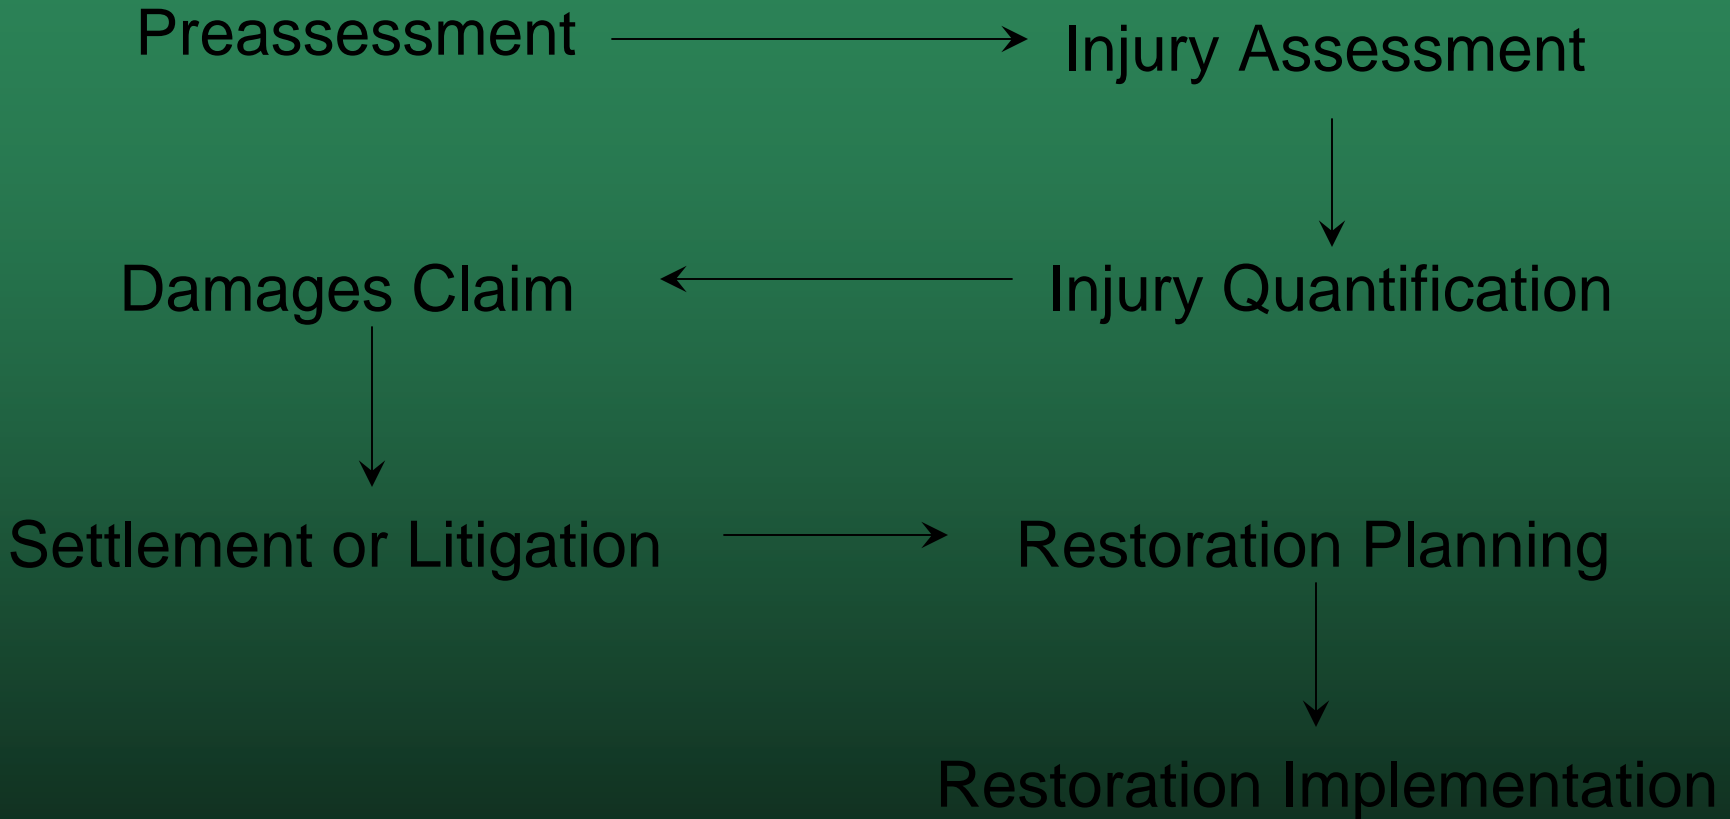 Preassessment
Injury Assessment
Damages Claim
Injury Quantification
Settlement or Litigation
Restoration Planning
Restoration Implementation